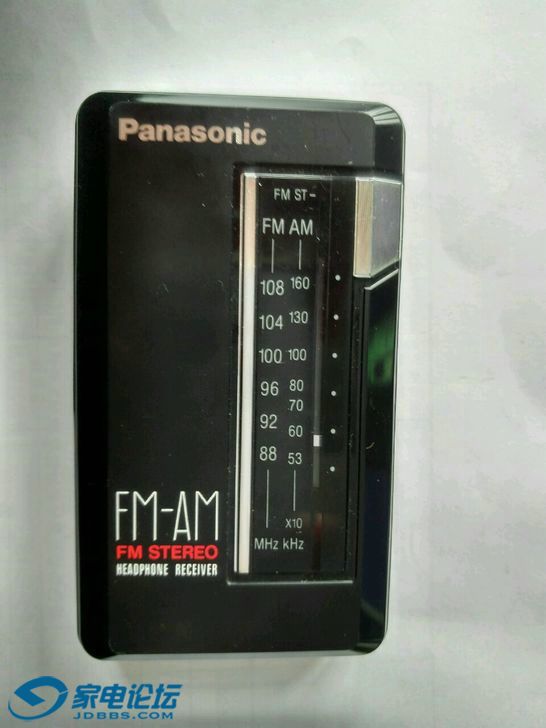 Panasonic
FM ST
FM AM
108 160
104 130
100 100
96 80
70
92 60
88 53
X10
MHz kHz
FM-AM
FM STEREO
HEADPHONE RECEIVER
家电论坛
JDBBS.COM